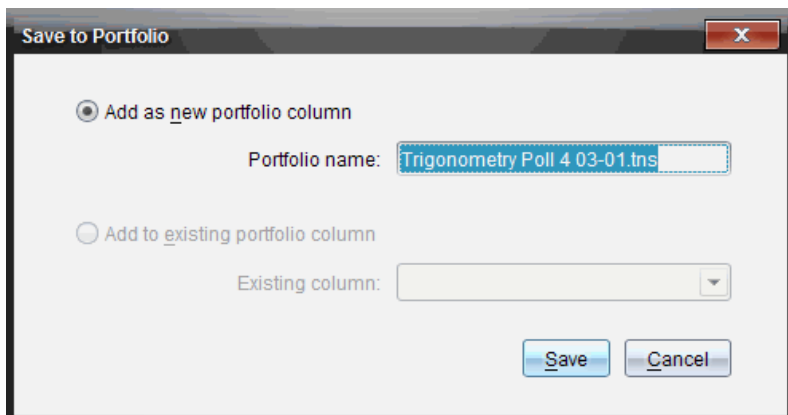 Save to Portfolio
Add as new portfolio column
Portfolio name: Trigonometry Poll 4 03-01.tns
Add to existing portfolio column
Existing column:
Save Cancel